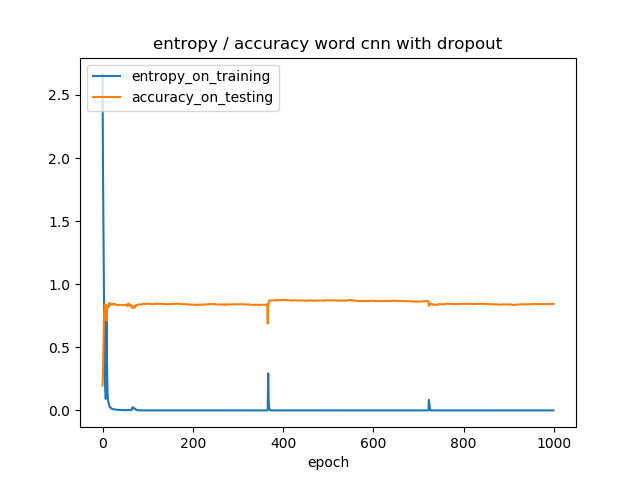 entropy / accuracy word cnn with dropout
entropy_on_training
accuracy_on_testing
2.5
2.0
1.5
1.0
0.5
0.0
0 200 400 600 800 1000
epoch